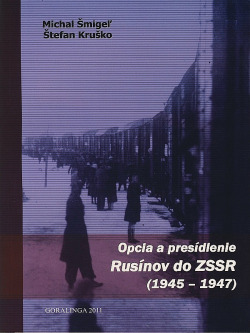 Michal Šmigeľ
Štefan Kruško
Opcia a presídlenie
Rusínov do ZSSR
(1945 – 1947)
GORALINGA 2011